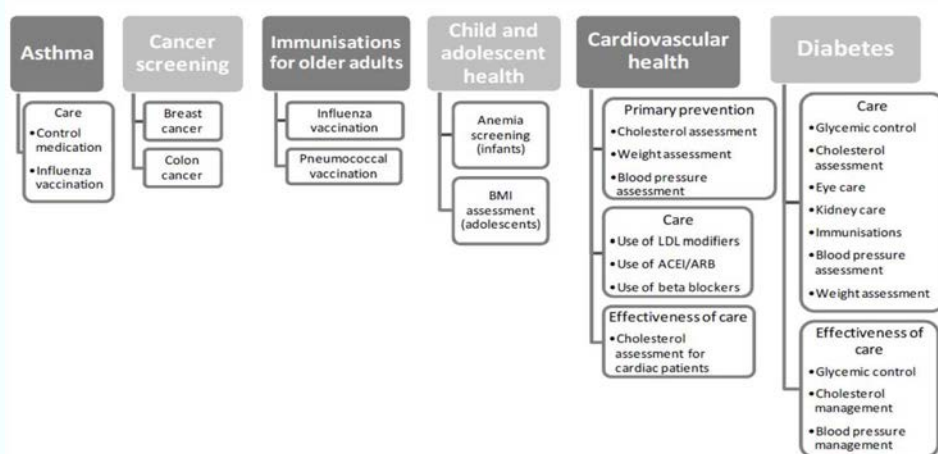 Asthma
Care
•Control
medication
•Influenza
vaccination
Cancer
screening
Breast
cancer
Colon
cancer
Immunisations
for older adults
Influenza
vaccination
Pneumococcal
vaccination
Child and
adolescent
health
Anemia
screening
(infants)
BMI
assessment
(adolescents)
Cardiovascular
health
Primary prevention
•Cholesterol assessment
•Weight assessment
•Blood pressure
assessment
Care
•Use of LDL modifiers
•Use of ACEI/ARB
•Use of beta blockers
Effectiveness of care
•Cholesterol
assessment for
cardiac patients
Diabetes
Care
•Glycemic control
•Cholesterol
assessment
•Eye care
•Kidney care
•Immunisations
•Blood pressure
assessment
•Weight assessment
Effectiveness of
care
•Glycemic control
•Cholesterol
management
•Blood pressure
management